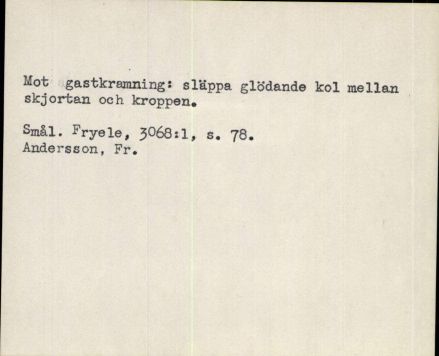 Mot gastkramning: släppa glödande kol mellan
skjortan och kroppen.
Smål. Fryele, 3068:1, s. 78.
Andersson, Fr.